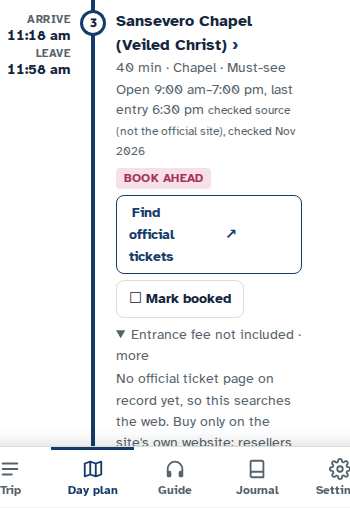 ARRIVE
11:18 am
LEAVE
11:58 am
3
Sansevero Chapel
(Veiled Christ) ›
40 min · Chapel · Must-see
Open 9:00 am–7:00 pm, last
entry 6:30 pm checked source
(not the official site), checked Nov
2026
BOOK AHEAD
Find
official
tickets
↗
☐ Mark booked
▼ Entrance fee not included ·
more
No official ticket page on
record yet, so this searches
the web. Buy only on the
site's own website: resellers
Trip
Day plan
Guide
Journal
Settin